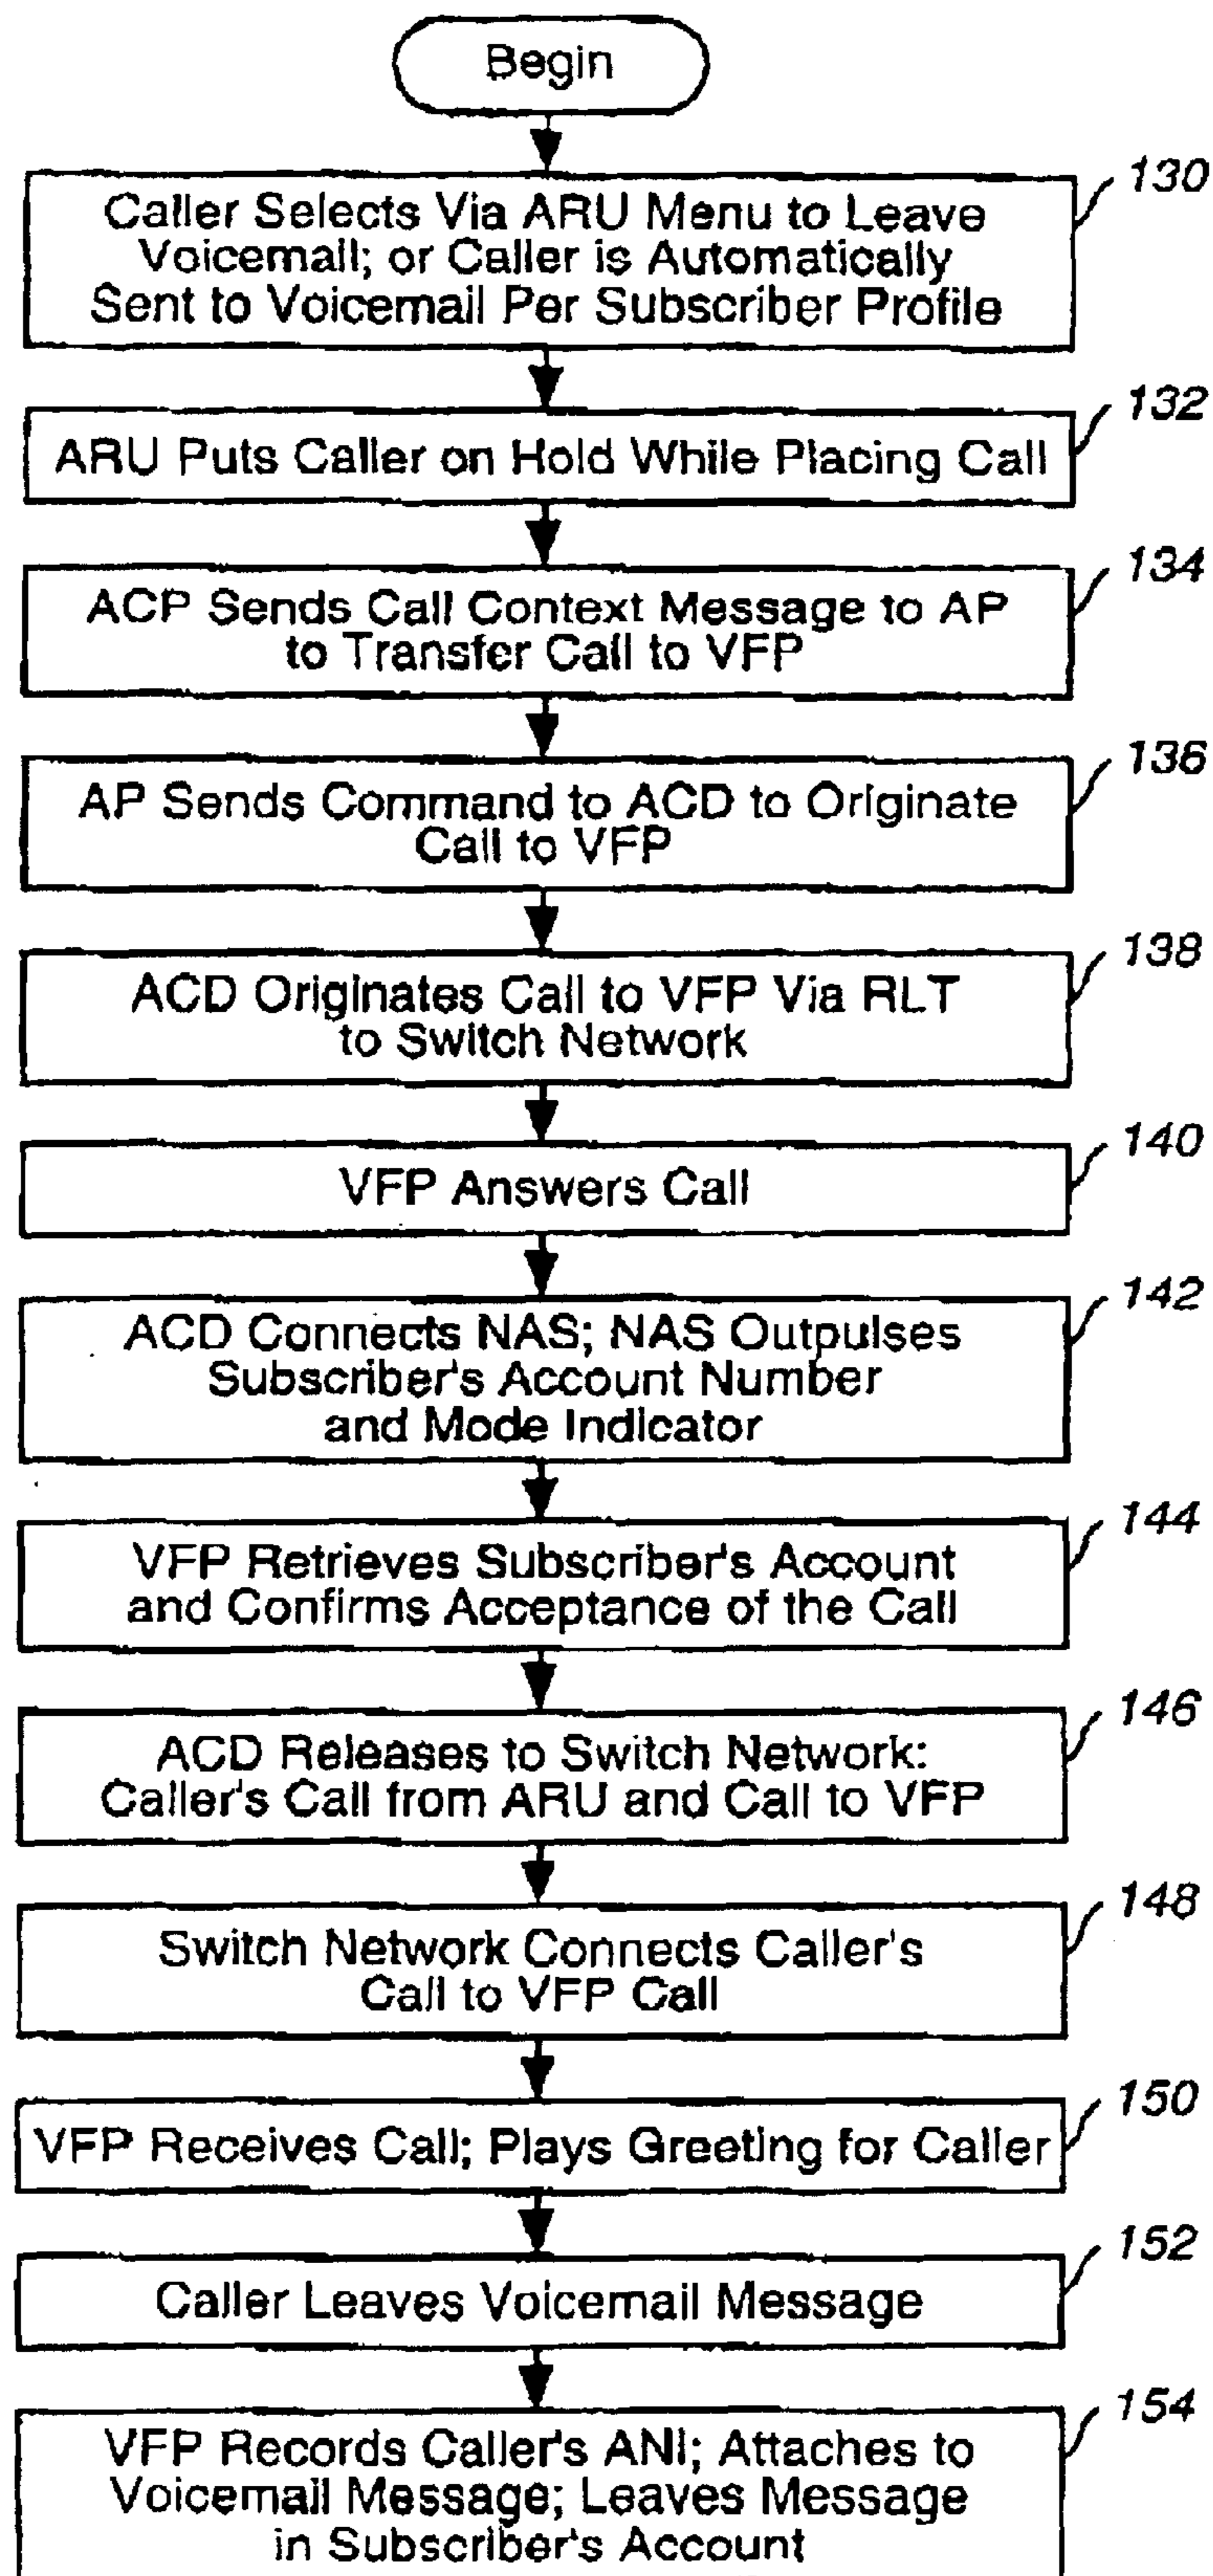 Begin
130
Caller Selects Via ARU Menu to Leave
Voicemail; or Caller is Automatically
Sent to Voicemail Per Subscriber Profile
132
ARU Puts Caller on Hold While Placing Call
134
ACP Sends Call Context Message to AP
to Transfer Call to VFP
136
AP Sends Command to ACD to Originate
Call to VFP
138
ACD Originates Call to VFP Via RLT
to Switch Network
140
VFP Answers Call
142
ACD Connects NAS; NAS Outpulses
Subscriber's Account Number
and Mode Indicator
144
VFP Retrieves Subscriber's Account
and Confirms Acceptance of the Call
146
ACD Releases to Switch Network:
Caller's Call from ARU and Call to VFP
148
Switch Network Connects Caller's
Call to VFP Call
150
VFP Receives Call; Plays Greeting for Caller
152
Caller Leaves Voicemail Message
154
VFP Records Caller's ANI; Attaches to
Voicemail Message; Leaves Message
in Subscriber's Account